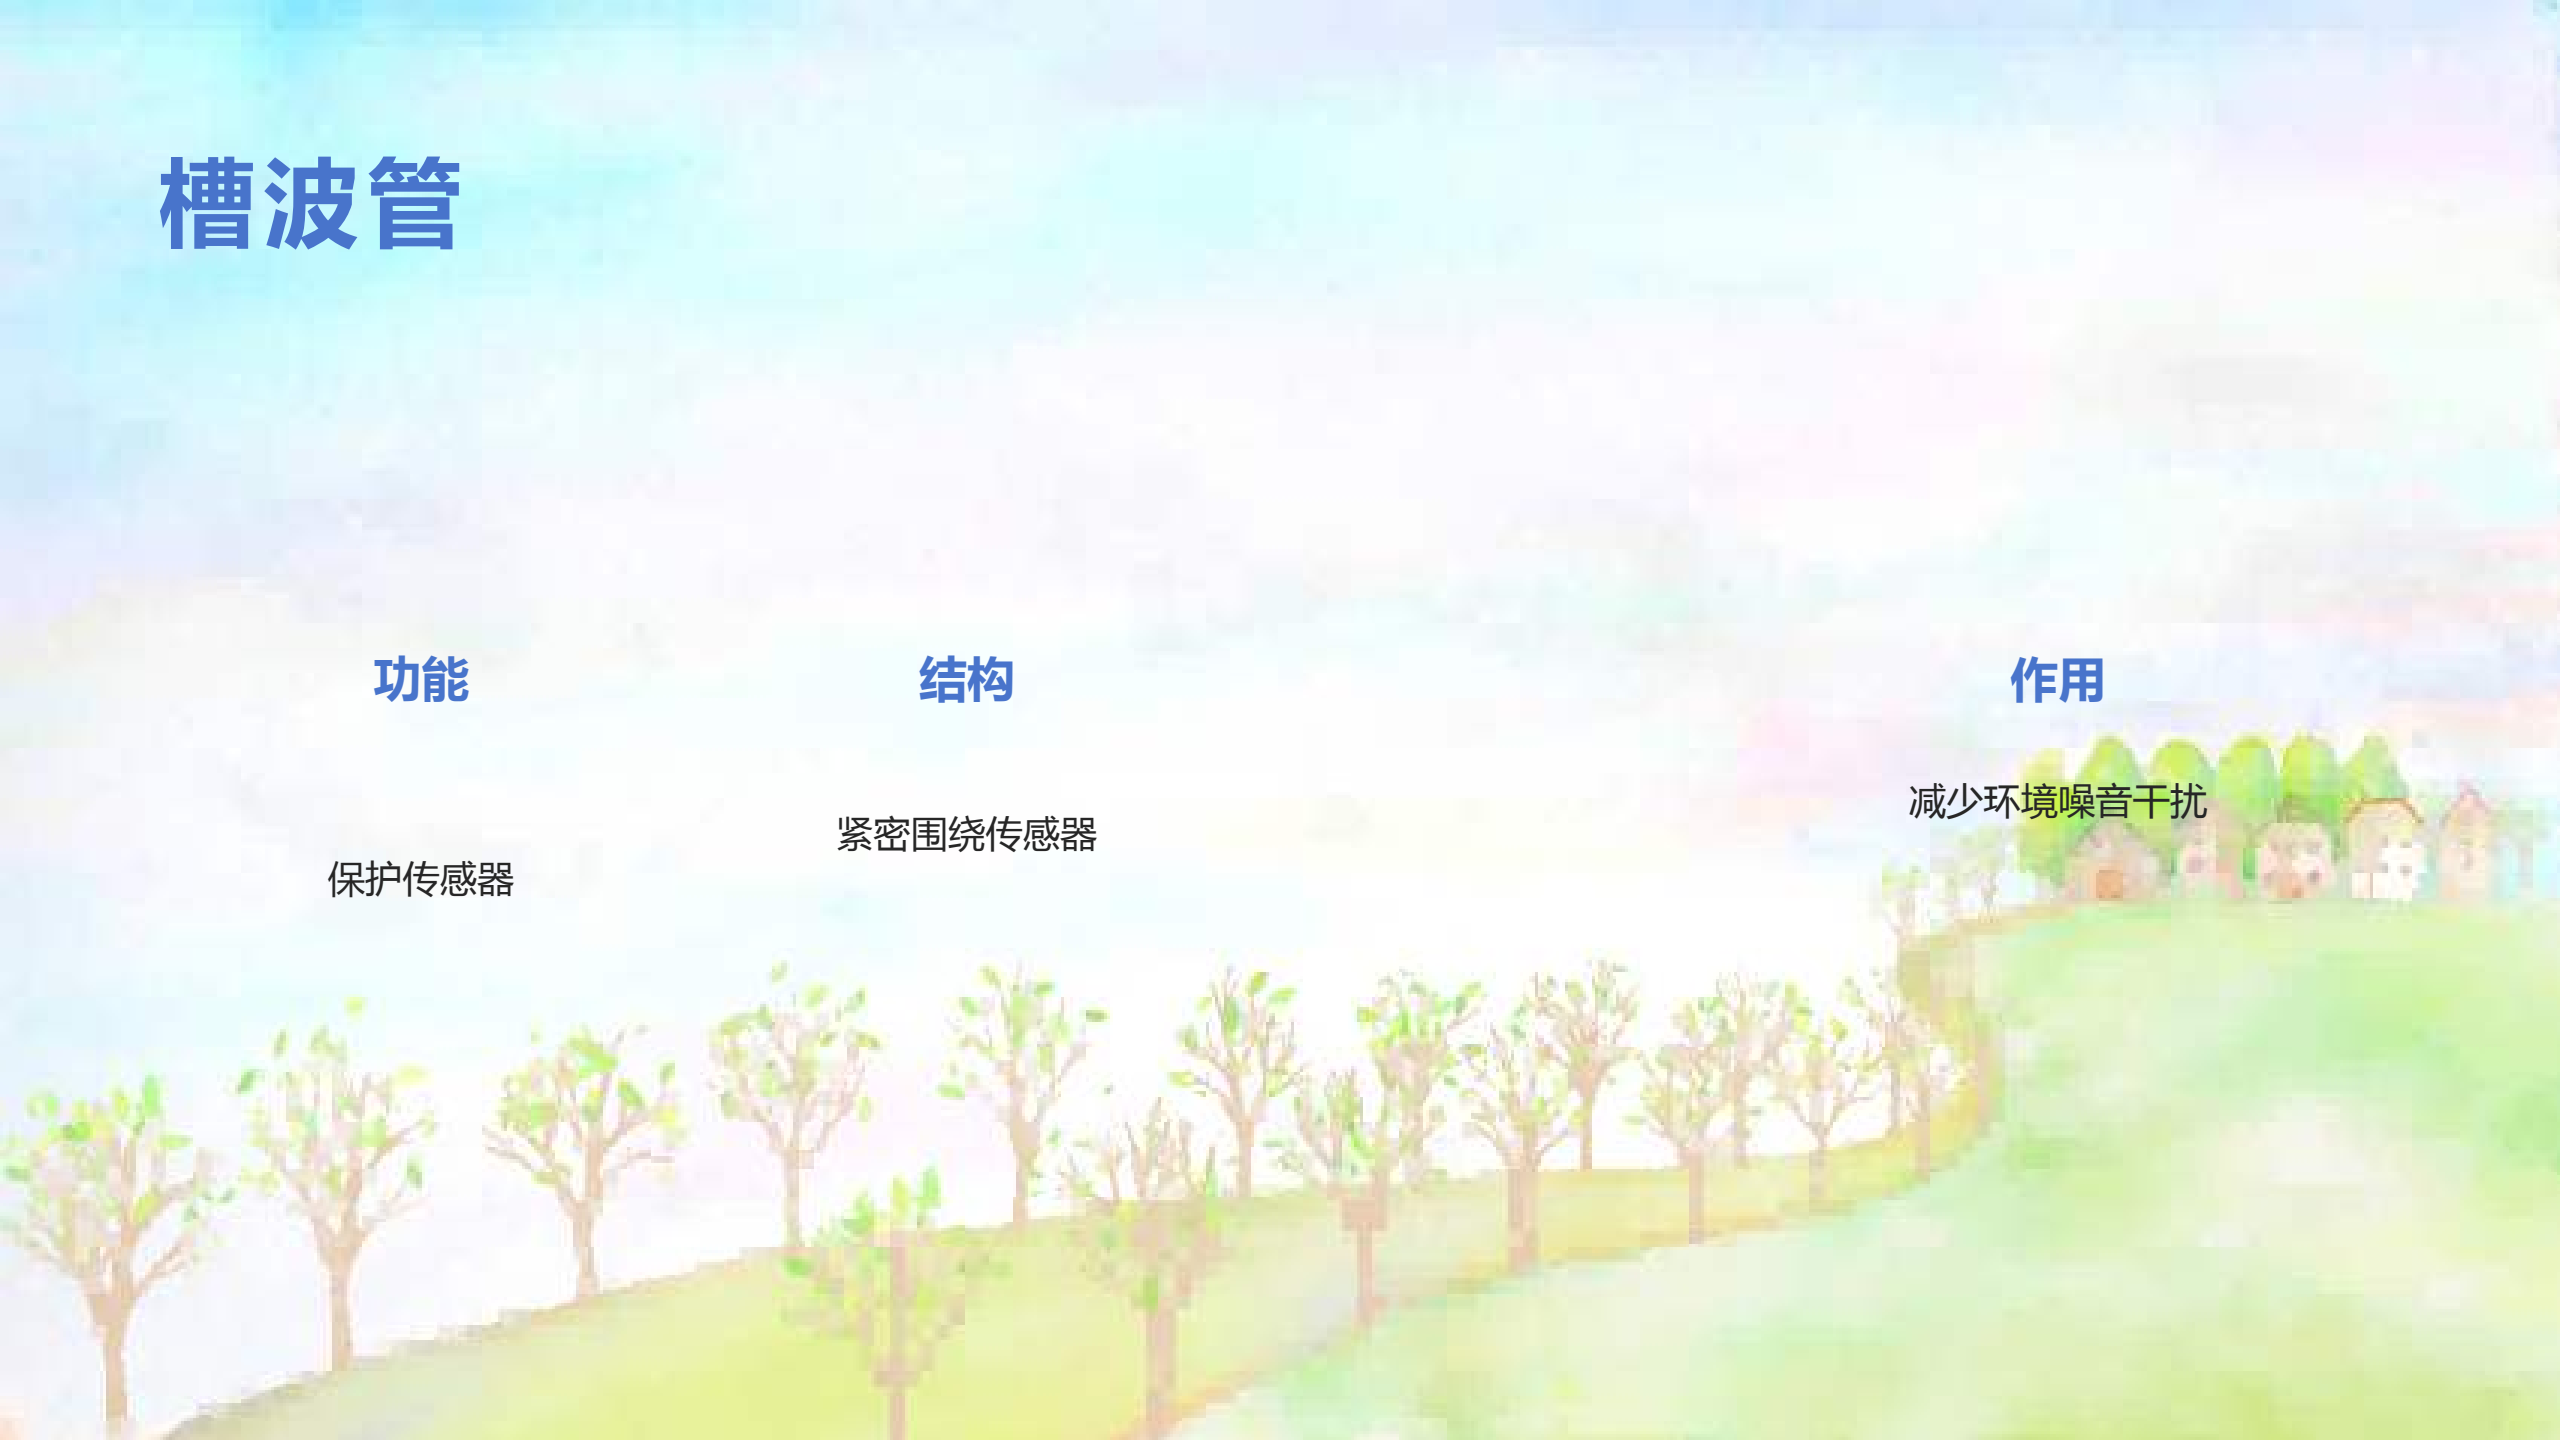 槽波管
功能
保护传感器
结构
紧密围绕传感器
作用
减少环境噪音干扰